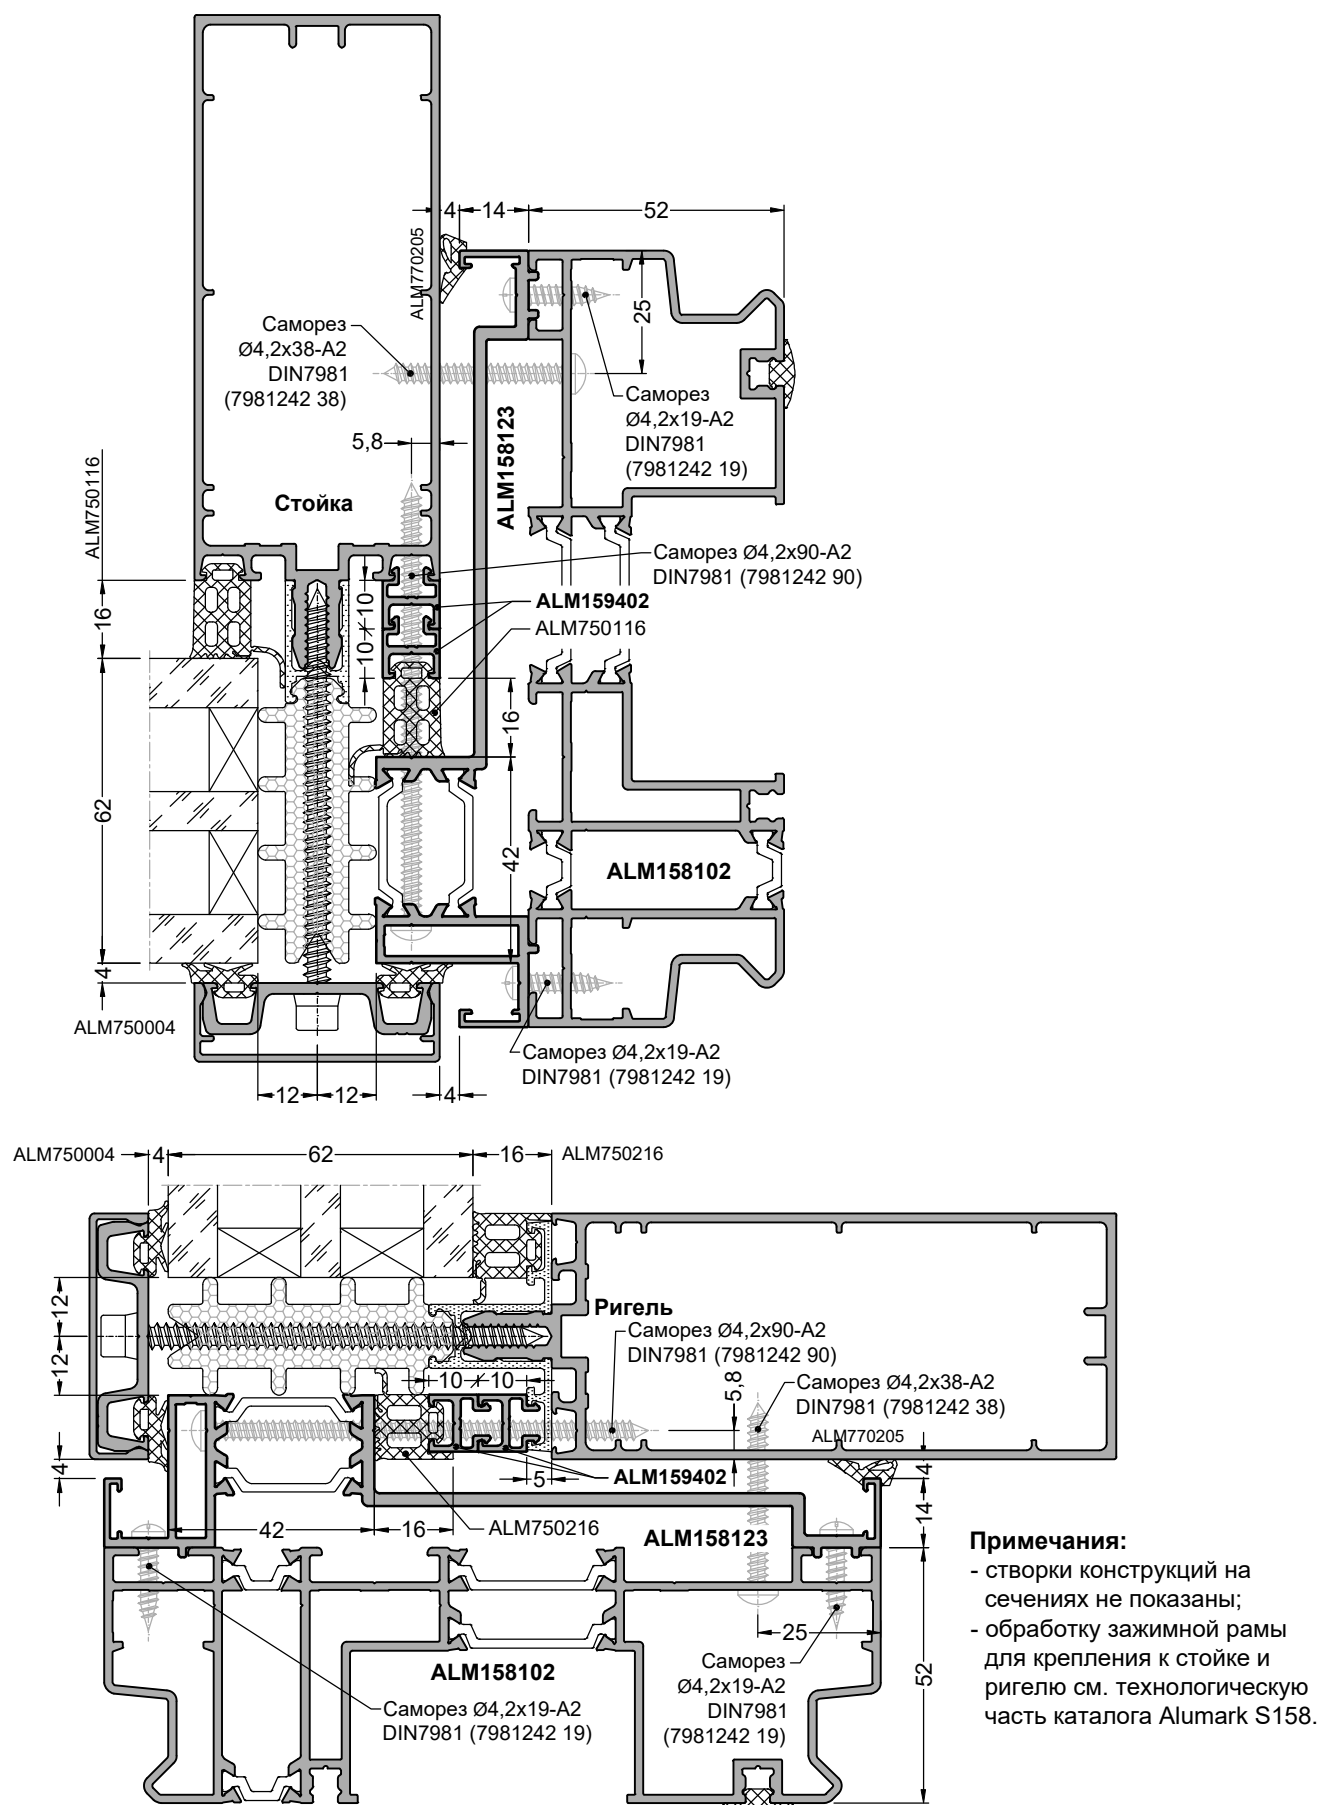 4 14 52
ALM770205
25
Саморез
Ø4,2x38-A2
DIN7981
(7981242 38)
Саморез
Ø4,2x19-A2
DIN7981
(7981242 19)
5,8
ALM158123
ALM750116
Стойка
Саморез Ø4,2x90-A2
DIN7981 (7981242 90)
16
10
10
ALM159402
ALM750116
16
62
42
ALM158102
4
ALM750004
Саморез Ø4,2x19-A2
DIN7981 (7981242 19)
12 12 4
ALM750004 4 62 16 ALM750216
12
12
Ригель
Саморез Ø4,2x90-A2
DIN7981 (7981242 90)
10 10
5,8
Саморез Ø4,2x38-A2
DIN7981 (7981242 38)
ALM770205
4
4
5
ALM159402
14
42 16
ALM750216
ALM158123
25
52
ALM158102
Саморез Ø4,2x19-A2
DIN7981 (7981242 19)
Саморез
Ø4,2x19-A2
DIN7981
(7981242 19)
Примечания:
- створки конструкций на
сечениях не показаны;
- обработку зажимной рамы
для крепления к стойке и
ригелю см. технологическую
часть каталога Alumark S158.